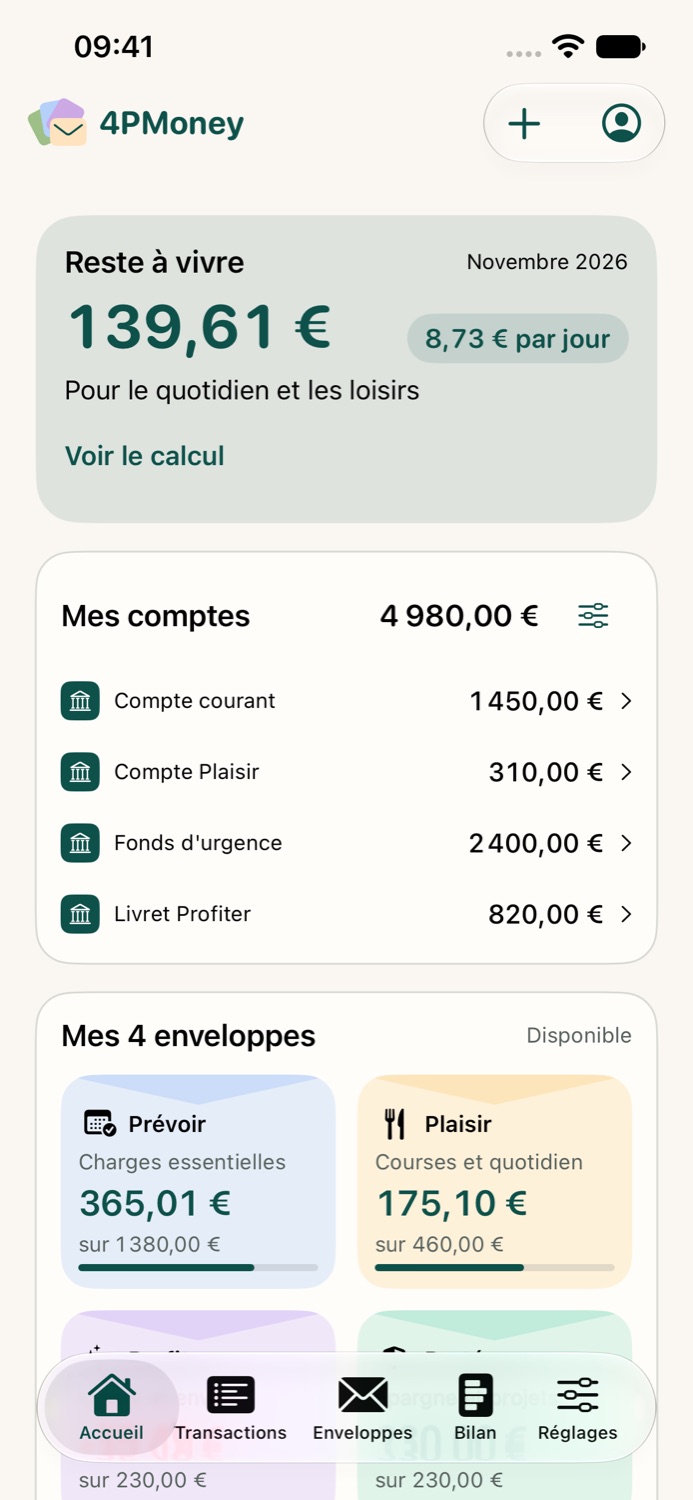 09:41
4PMoney
Reste à vivre
Novembre 2026
139,61 €
8,73 € par jour
Pour le quotidien et les loisirs
Voir le calcul
Mes comptes
4 980,00 €
Compte courant
1 450,00 €
Compte Plaisir
310,00 €
Fonds d'urgence
2 400,00 €
Livret Profiter
820,00 €
Mes 4 enveloppes
Disponible
Prévoir
Charges essentielles
365,01 €
sur 1 380,00 €
Plaisir
Courses et quotidien
175,10 €
sur 460,00 €
Accueil
Transactions
Enveloppes
Bilan
Réglages
sur 230,00 €
sur 230,00 €